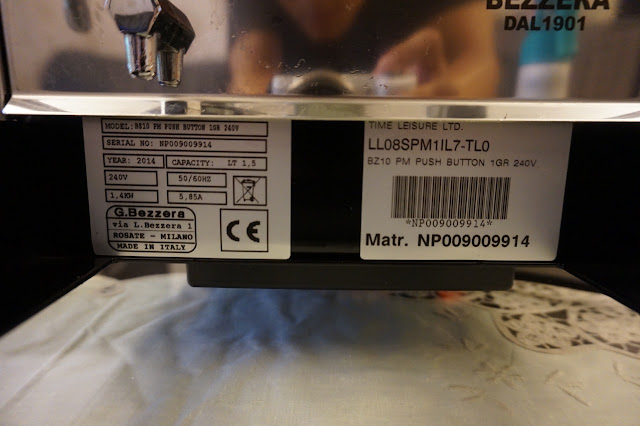 BEZZERA
DAL1901
MODEL: BZ10 PM PUSH BUTTON 1GR 240V
SERIAL NO: NP009009914
YEAR: 2014 CAPACITY: LT 1,5
240V 50/60HZ
1,4KW 5,85A
G.Bezzera
via L.Bezzera 1
ROSATE - MILANO
MADE IN ITALY
CE
TIME LEISURE LTD.
LL08SPM1IL7-TL0
BZ10 PM PUSH BUTTON 1GR 240V
*NP009009914*
Matr. NP009009914